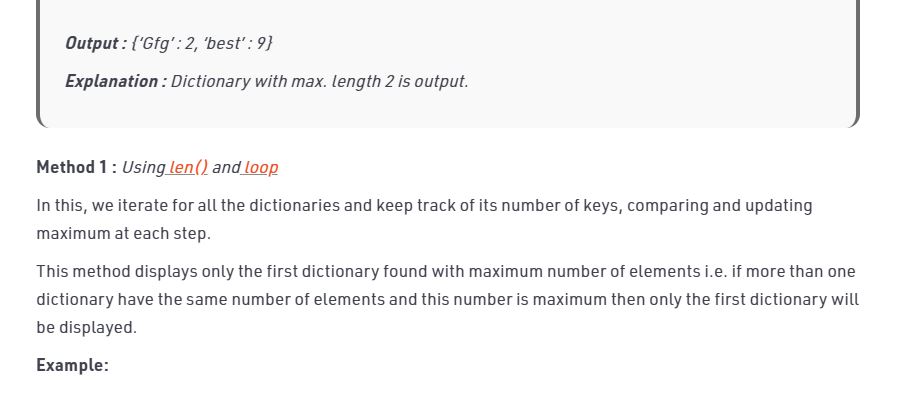 Output : {‘Gfg’ : 2, ‘best’ : 9}
Explanation : Dictionary with max. length 2 is output.
Method 1 : Using len() and loop
In this, we iterate for all the dictionaries and keep track of its number of keys, comparing and updating
maximum at each step.
This method displays only the first dictionary found with maximum number of elements i.e. if more than one
dictionary have the same number of elements and this number is maximum then only the first dictionary will
be displayed.
Example: